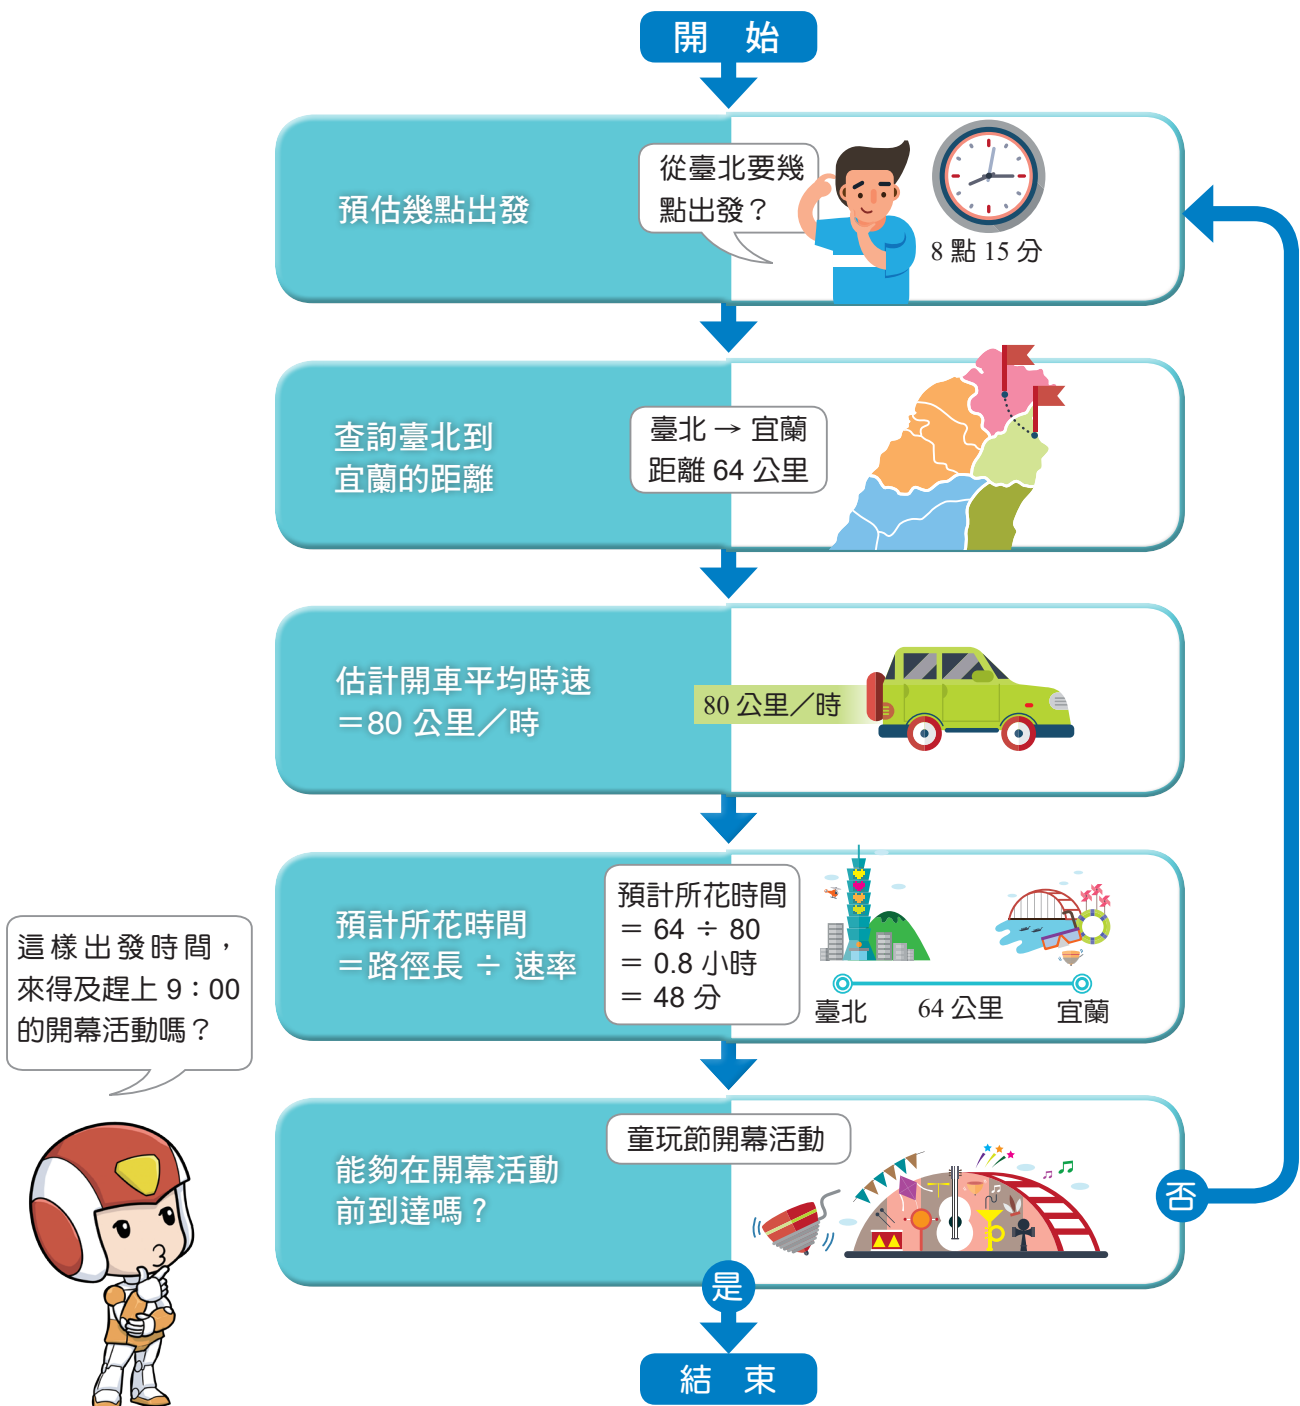 開 始
預估幾點出發
從臺北要幾
點出發？
8 點 15 分
查詢臺北到
宜蘭的距離
臺北 → 宜蘭
距離 64 公里
估計開車平均時速
＝80 公里／時
80 公里／時
預計所花時間
＝路徑長 ÷ 速率
預計所花時間
＝ 64 ÷ 80
＝ 0.8 小時
＝ 48 分
臺北
64 公里
宜蘭
這樣出發時間，
來得及趕上 9：00
的開幕活動嗎？
能夠在開幕活動
前到達嗎？
童玩節開幕活動
否
是
結 束